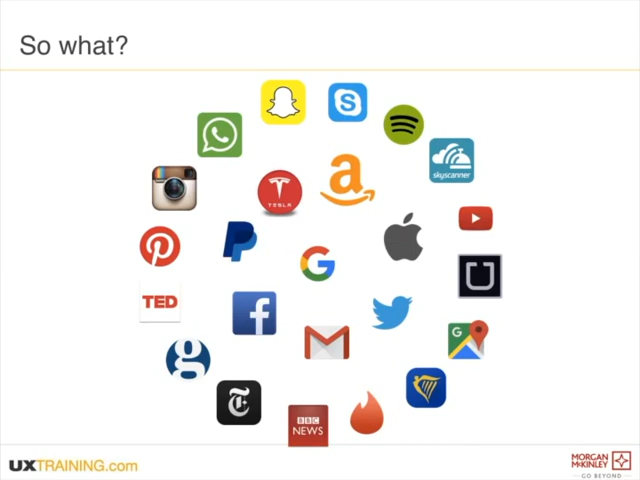 So what?
skyscanner
a
TESLA
P
G
U
TED
f
G
g
T
BBC
NEWS
UXTRAINING.com
MORGAN
McKINLEY
GO BEYOND